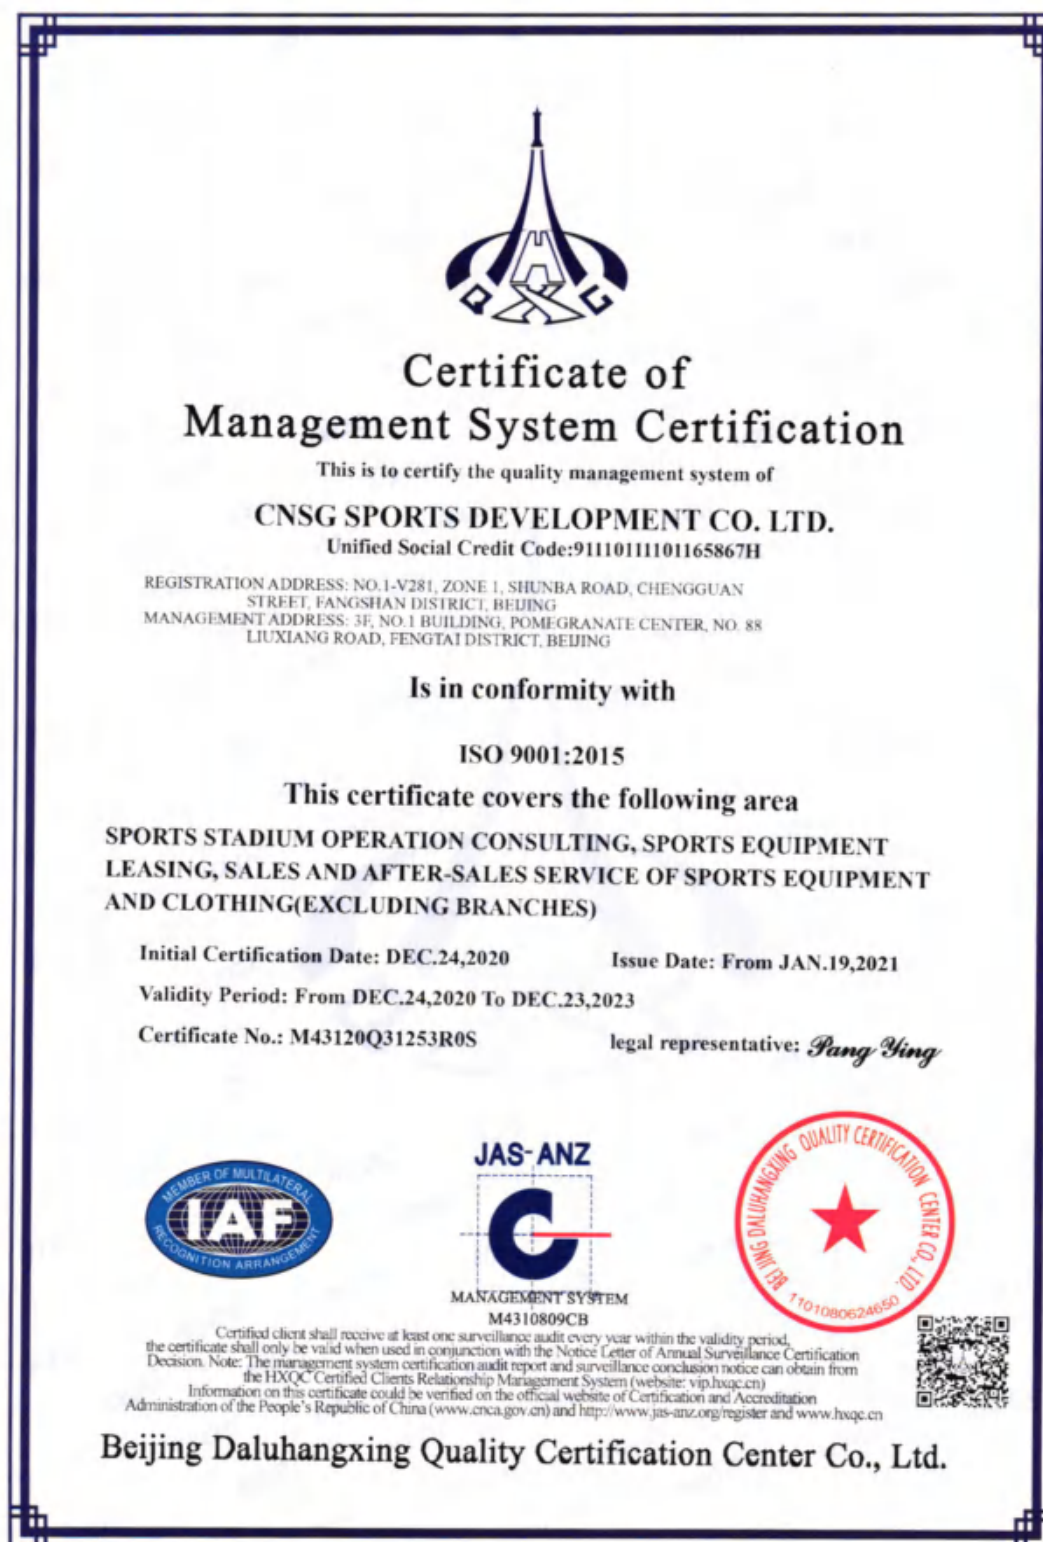 H
Q X G
Certificate of
Management System Certification
This is to certify the quality management system of
CNSG SPORTS DEVELOPMENT CO. LTD.
Unified Social Credit Code:91110111101165867H
REGISTRATION ADDRESS: NO.1-V281, ZONE 1, SHUNBA ROAD, CHENGGUAN
STREET, FANGSHAN DISTRICT, BEIJING
MANAGEMENT ADDRESS: 3F, NO.1 BUILDING, POMEGRANATE CENTER, NO. 88
LIUXIANG ROAD, FENGTAI DISTRICT, BEIJING
Is in conformity with
ISO 9001:2015
This certificate covers the following area
SPORTS STADIUM OPERATION CONSULTING, SPORTS EQUIPMENT
LEASING, SALES AND AFTER-SALES SERVICE OF SPORTS EQUIPMENT
AND CLOTHING(EXCLUDING BRANCHES)
Initial Certification Date: DEC.24,2020 Issue Date: From JAN.19,2021
Validity Period: From DEC.24,2020 To DEC.23,2023
Certificate No.: M43120Q31253R0S legal representative: Pang Ying
MEMBER OF MULTILATERAL
IAF
RECOGNITION ARRANGEMENT
JAS-ANZ
MANAGEMENT SYSTEM
M4310809CB
BEI JING DALUHANGXING QUALITY CERTIFICATION CENTER CO., LTD.
1101080624650
Certified client shall receive at least one surveillance audit every year within the validity period,
the certificate shall only be valid when used in conjunction with the Notice Letter of Annual Surveillance Certification
Decision. Note: The management system certification audit report and surveillance conclusion notice can obtain from
the HXQC Certified Clients Relationship Management System (website: vip.hxqc.cn)
Information on this certificate could be verified on the official website of Certification and Accreditation
Administration of the People's Republic of China (www.cnca.gov.cn) and http://www.jas-anz.org/register and www.hxqc.cn
Beijing Daluhangxing Quality Certification Center Co., Ltd.